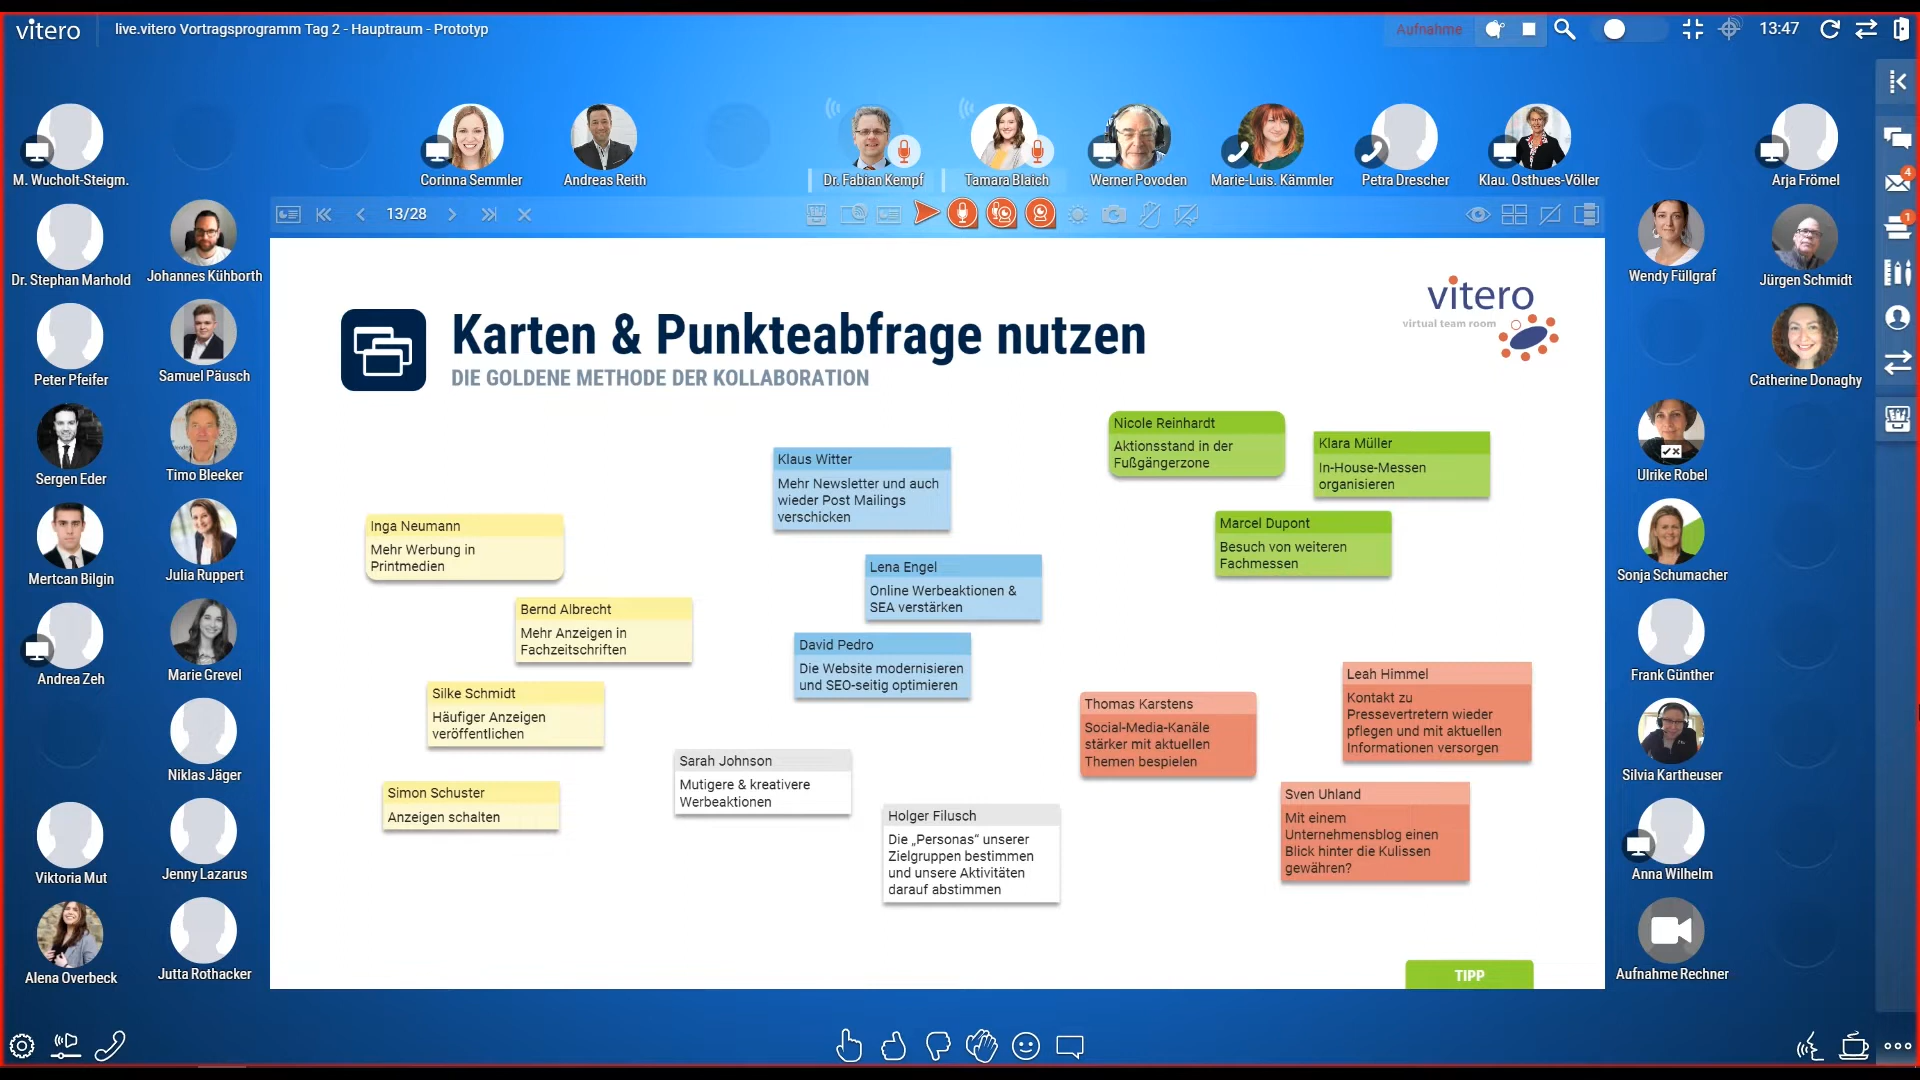 vitero
live.vitero Vortragsprogramm Tag 2 - Hauptraum - Prototyp
Aufnahme
13:47
M. Wucholt-Steigm.
Corinna Semmler
Andreas Reith
Dr. Fabian Kempf
Tamara Blaich
Werner Povoden
Marie-Luis. Kämmler
Petra Drescher
Klau. Osthues-Völler
Arja Frömel
4
1
13/28
Dr. Stephan Marhold
Johannes Kühborth
Wendy Füllgraf
Jürgen Schmidt
Peter Pfeifer
Samuel Päusch
Catherine Donaghy
Sergen Eder
Timo Bleeker
Ulrike Robel
Mertcan Bilgin
Julia Ruppert
Sonja Schumacher
Andrea Zeh
Marie Grevel
Frank Günther
Niklas Jäger
Silvia Kartheuser
Viktoria Mut
Jenny Lazarus
Anna Wilhelm
Alena Overbeck
Jutta Rothacker
Aufnahme Rechner
Karten & Punkteabfrage nutzen
DIE GOLDENE METHODE DER KOLLABORATION
vitero
virtual team room
Inga Neumann
Mehr Werbung in
Printmedien
Bernd Albrecht
Mehr Anzeigen in
Fachzeitschriften
Silke Schmidt
Häufiger Anzeigen
veröffentlichen
Simon Schuster
Anzeigen schalten
Klaus Witter
Mehr Newsletter und auch
wieder Post Mailings
verschicken
Lena Engel
Online Werbeaktionen &
SEA verstärken
David Pedro
Die Website modernisieren
und SEO-seitig optimieren
Sarah Johnson
Mutigere & kreativere
Werbeaktionen
Holger Filusch
Die „Personas“ unserer
Zielgruppen bestimmen
und unsere Aktivitäten
darauf abstimmen
Nicole Reinhardt
Aktionsstand in der
Fußgängerzone
Klara Müller
In-House-Messen
organisieren
Marcel Dupont
Besuch von weiteren
Fachmessen
Thomas Karstens
Social-Media-Kanäle
stärker mit aktuellen
Themen bespielen
Leah Himmel
Kontakt zu
Pressevertretern wieder
pflegen und mit aktuellen
Informationen versorgen
Sven Uhland
Mit einem
Unternehmensblog einen
Blick hinter die Kulissen
gewähren?
TIPP